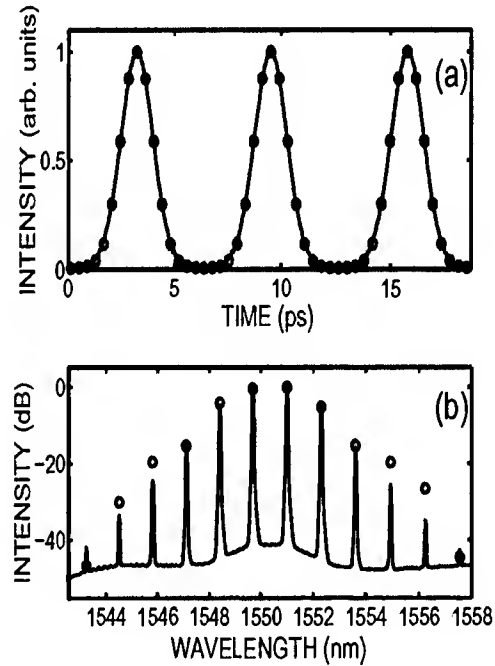 INTENSITY (arb. units)
1
0.5
0
(a)
0 5 10 15
TIME (ps)
INTENSITY (dB)
0
−20
−40
(b)
1544 1546 1548 1550 1552 1554 1556 1558
WAVELENGTH (nm)